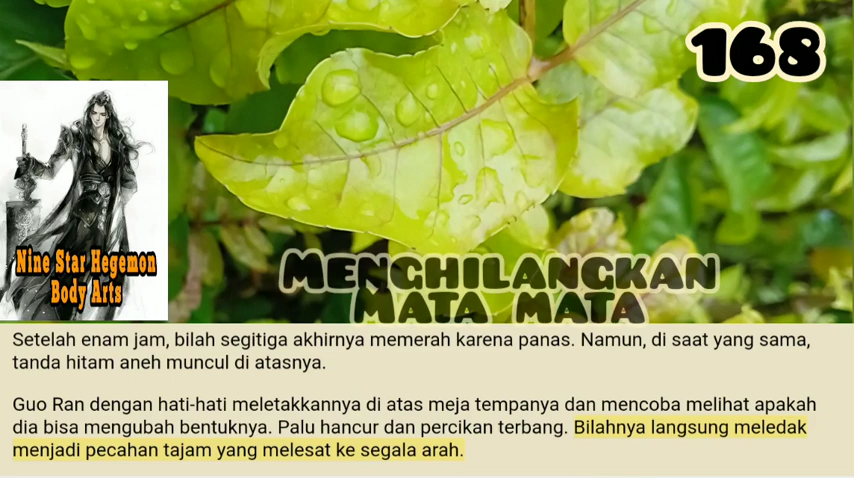 168
Nine Star Hegemon
Body Arts
Menghilangkan
Mata Mata
Setelah enam jam, bilah segitiga akhirnya memerah karena panas. Namun, di saat yang sama,
tanda hitam aneh muncul di atasnya.
Guo Ran dengan hati-hati meletakkannya di atas meja tempanya dan mencoba melihat apakah
dia bisa mengubah bentuknya. Palu hancur dan percikan terbang. Bilahnya langsung meledak
menjadi pecahan tajam yang melesat ke segala arah.